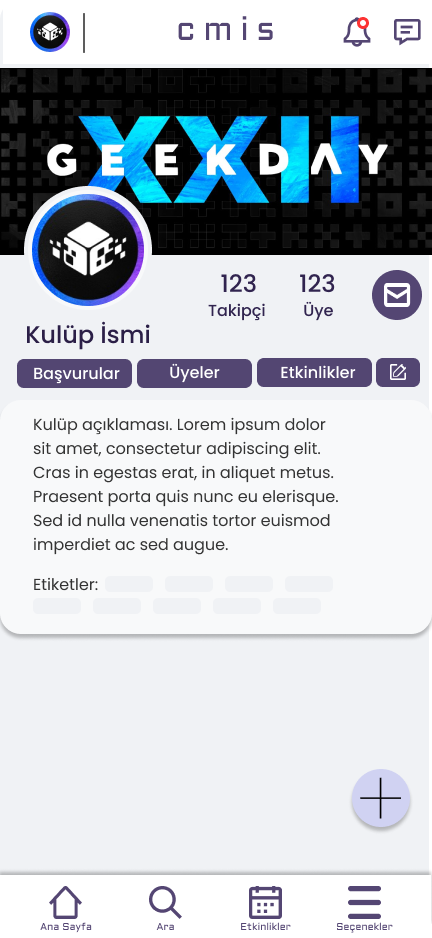 cmis
XXII
GEEKDAY
123
Takipçi
123
Üye
Kulüp İsmi
Başvurular
Üyeler
Etkinlikler
Kulüp açıklaması. Lorem ipsum dolor
sit amet, consectetur adipiscing elit.
Cras in egestas erat, in aliquet metus.
Praesent porta quis nunc eu elerisque.
Sed id nulla venenatis tortor euismod
imperdiet ac sed augue.
Etiketler:
Ana Sayfa
Ara
Etkinlikler
Seçenekler